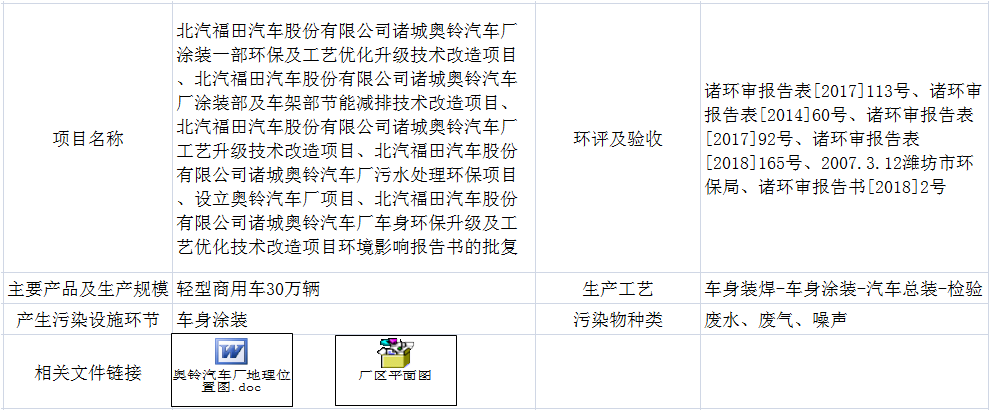 项目名称
北汽福田汽车股份有限公司诸城奥铃汽车厂
涂装一部环保及工艺优化升级技术改造项目
、北汽福田汽车股份有限公司诸城奥铃汽车
厂涂装部及车架部节能减排技术改造项目、
北汽福田汽车股份有限公司诸城奥铃汽车厂
工艺升级技术改造项目、北汽福田汽车股份
有限公司诸城奥铃汽车厂污水处理环保项目
、设立奥铃汽车厂项目、北汽福田汽车股份
有限公司诸城奥铃汽车厂车身环保升级及工
艺优化技术改造项目环境影响报告书的批复
环评及验收
诸环审报告表[2017]113号、诸环审
报告表[2014]60号、诸环审报告表
[2017]92号、诸环审报告表
[2018]165号、2007.3.12潍坊市环
保局、诸环审报告书[2018]2号
主要产品及生产规模
轻型商用车30万辆
生产工艺
车身装焊-车身涂装-汽车总装-检验
产生污染设施环节
车身涂装
污染物种类
废水、废气、噪声
相关文件链接
奥铃汽车厂地理位
置图.doc
厂区平面图